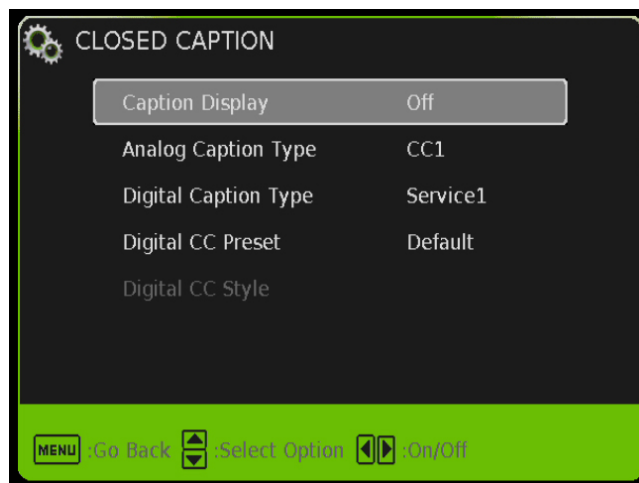 CLOSED CAPTION
Caption Display Off
Analog Caption Type CC1
Digital Caption Type Service1
Digital CC Preset Default
Digital CC Style
MENU :Go Back :Select Option :On/Off